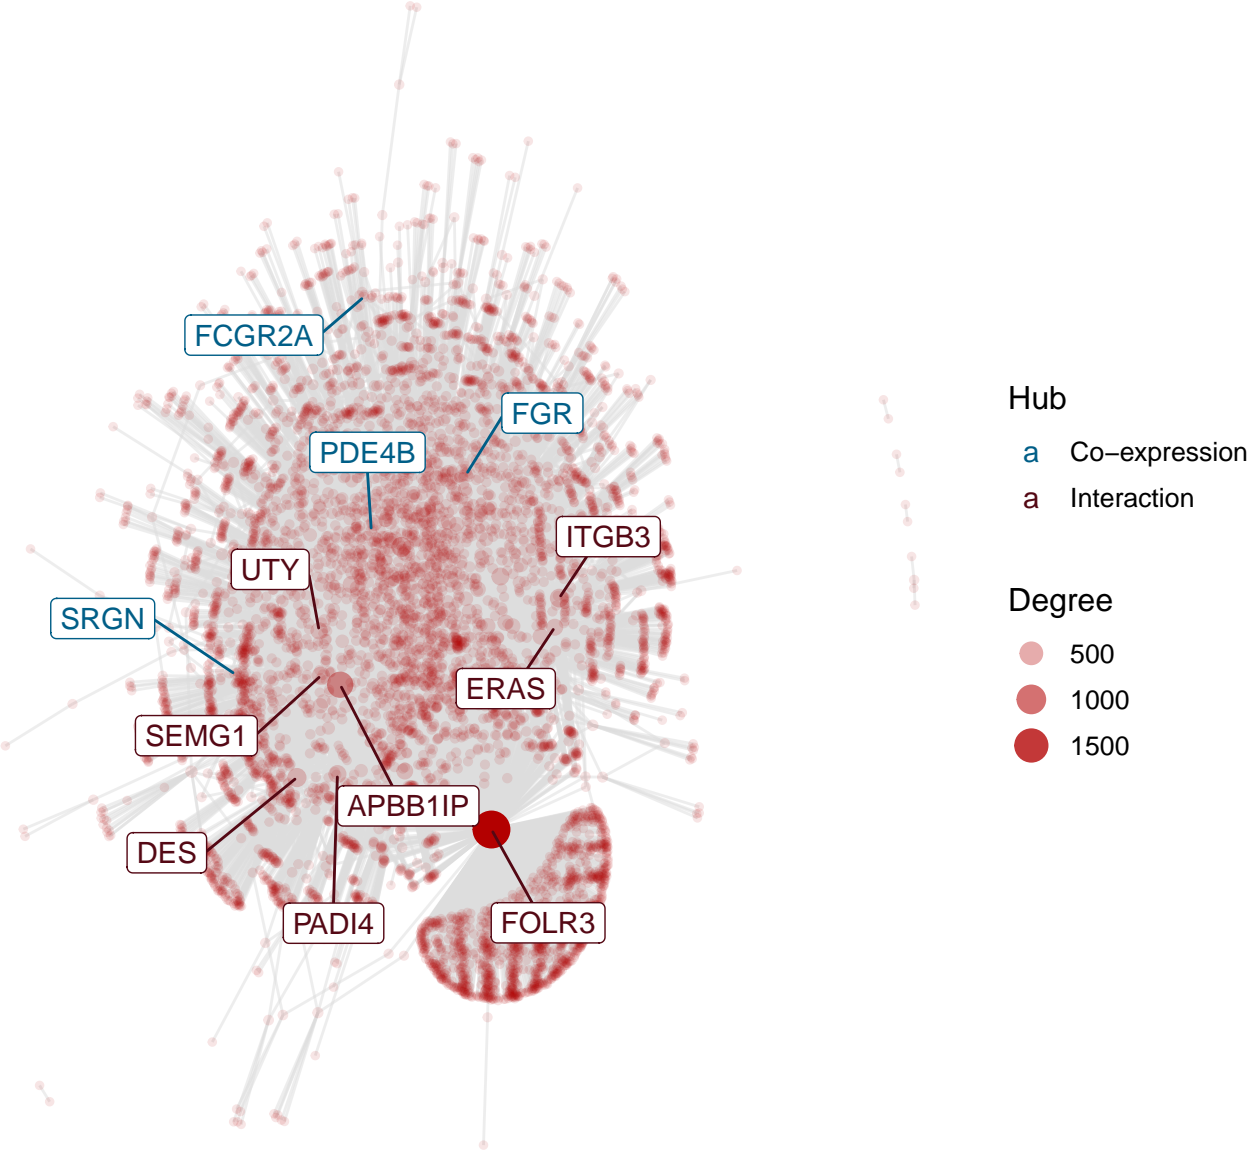 FCGR2A
FGR
PDE4B
ITGB3
UTY
SRGN
ERAS
SEMG1
APBB1IP
DES
PADI4
FOLR3
Hub
a Co−expression
a Interaction
Degree
500
1000
1500